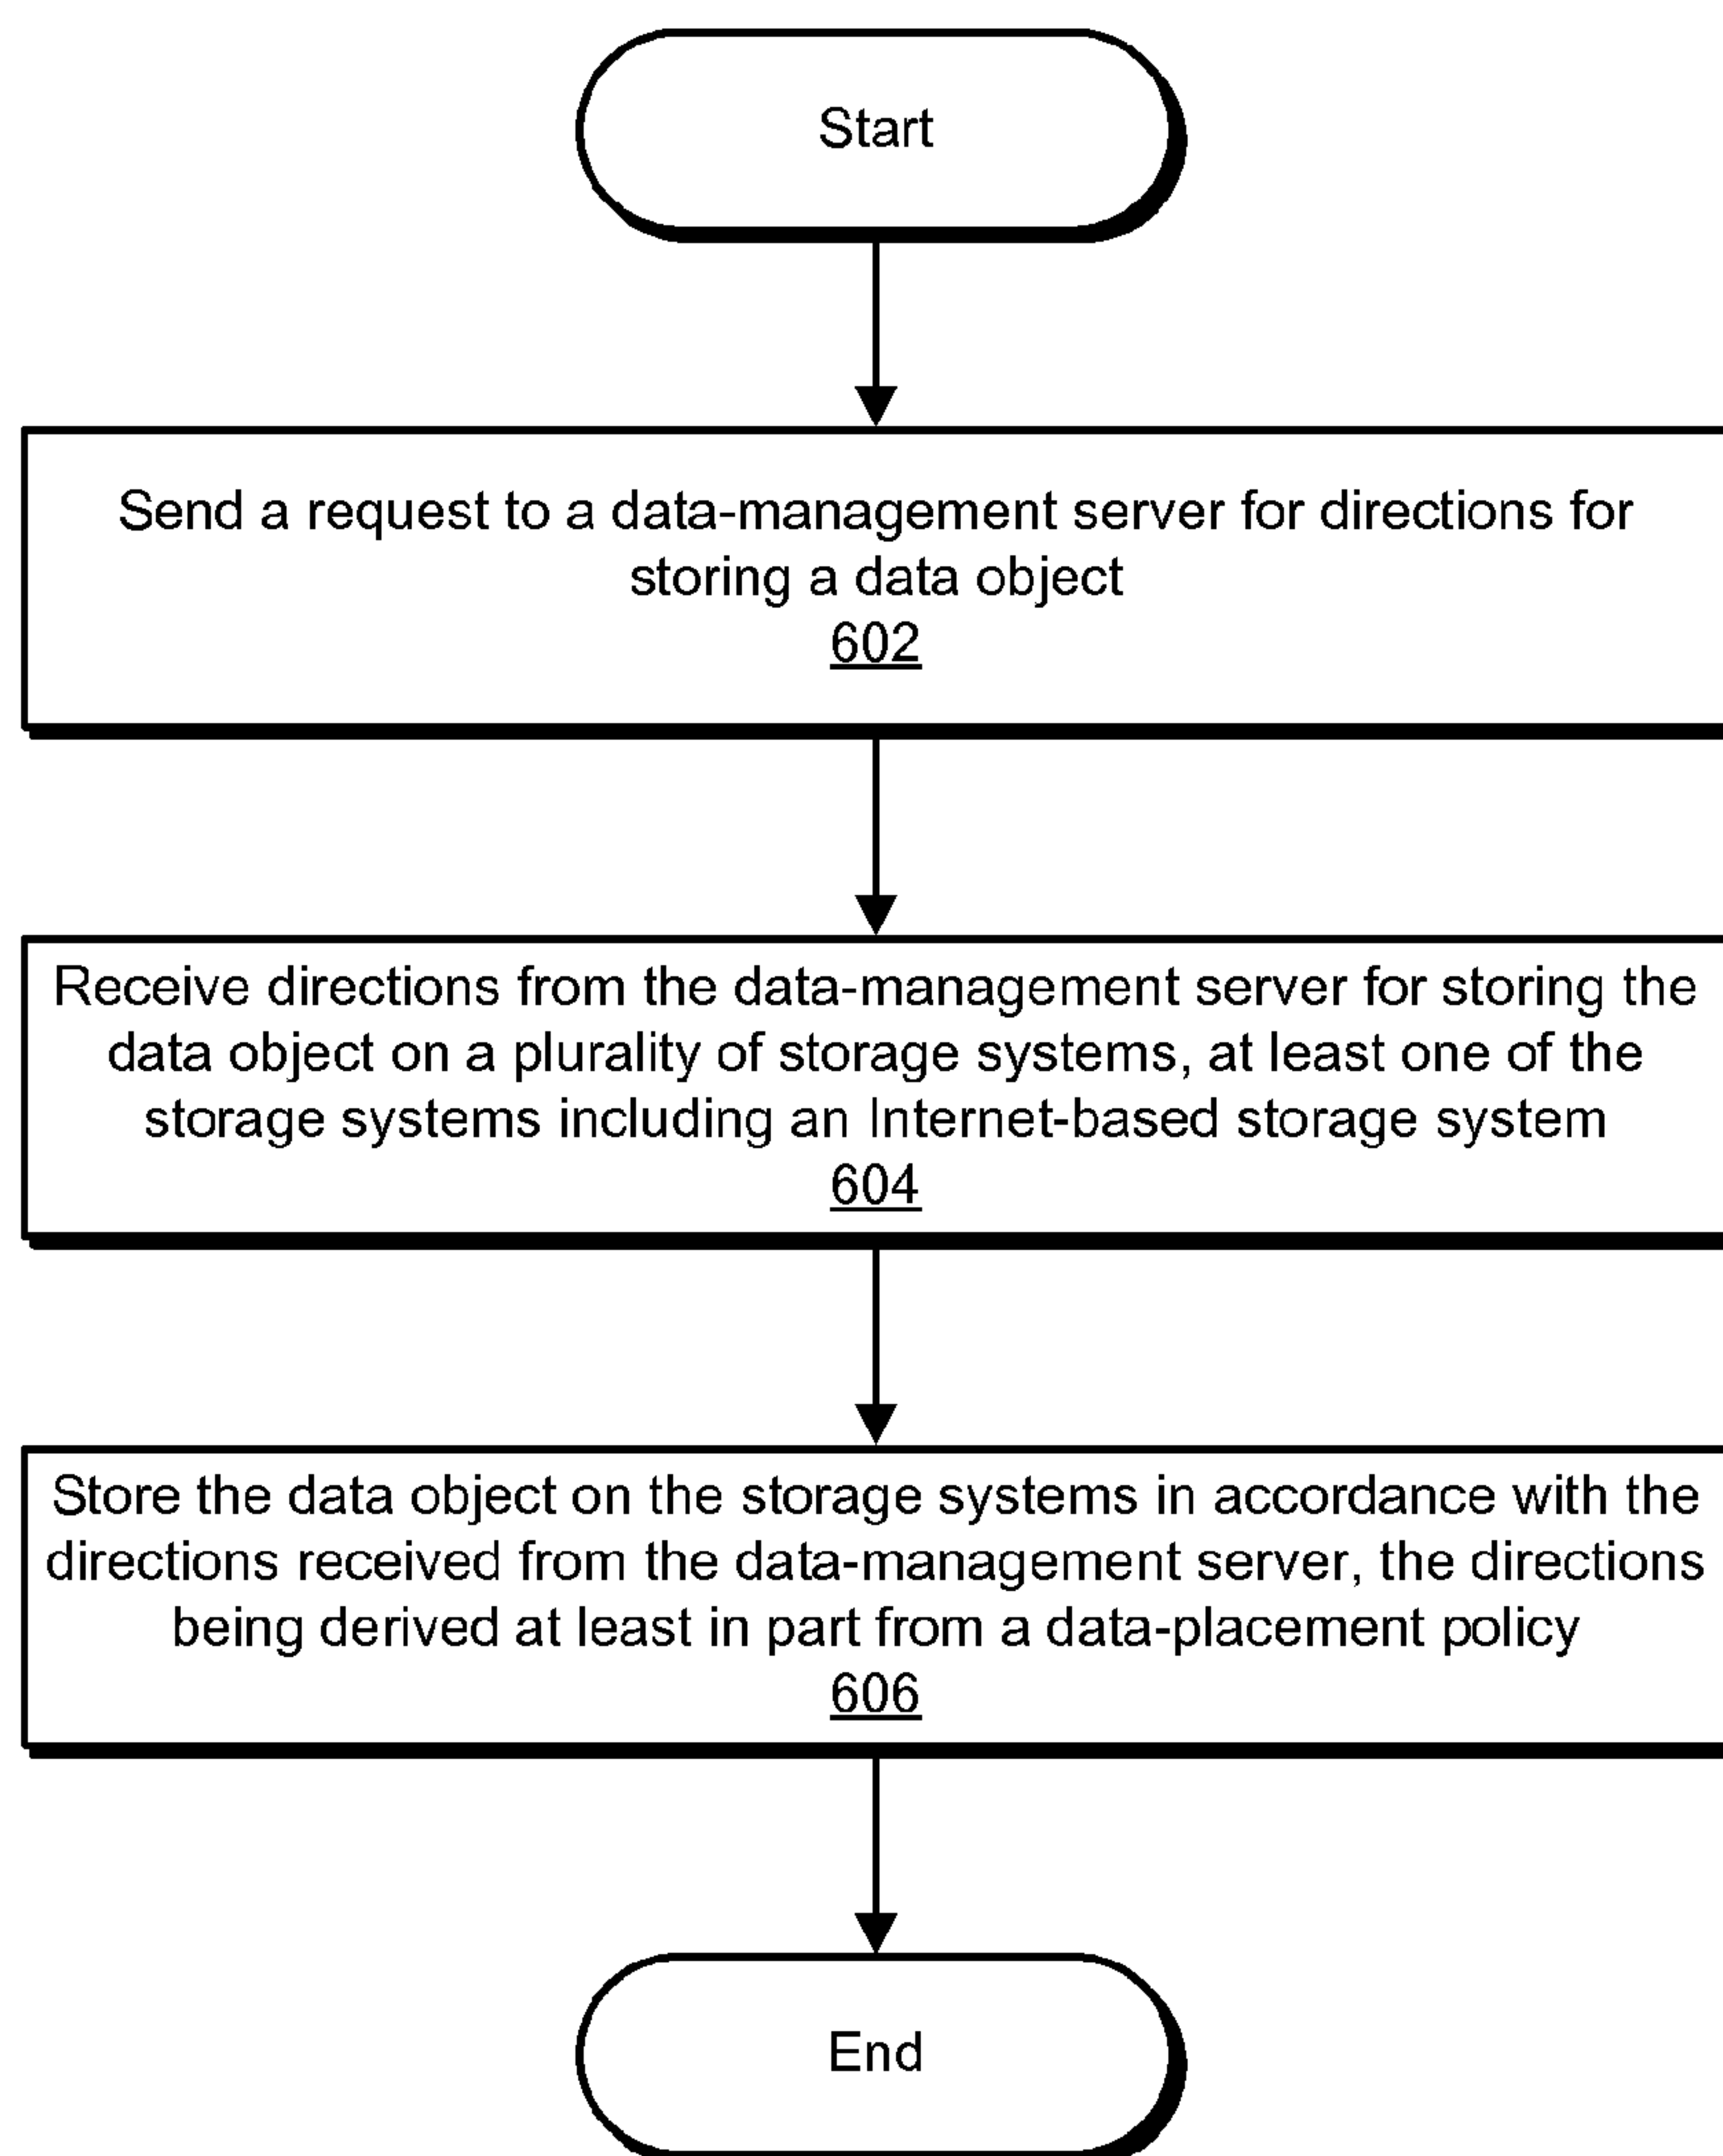 Start
Send a request to a data-management server for directions for
storing a data object
602
Receive directions from the data-management server for storing the
data object on a plurality of storage systems, at least one of the
storage systems including an Internet-based storage system
604
Store the data object on the storage systems in accordance with the
directions received from the data-management server, the directions
being derived at least in part from a data-placement policy
606
End